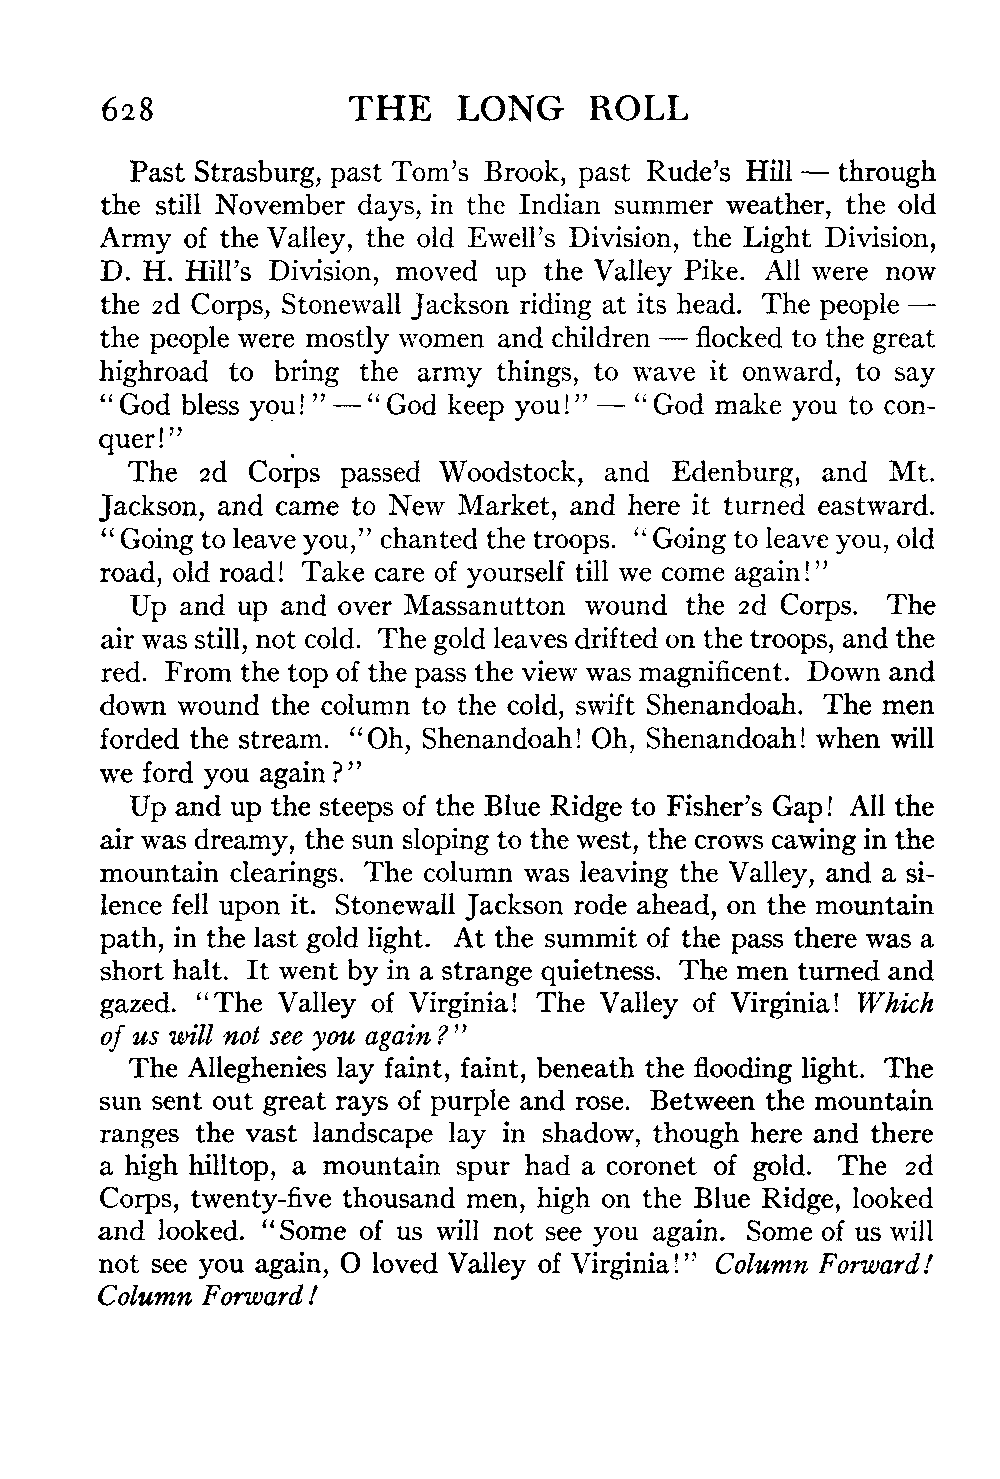 628 THE LONG ROLL
Past Strasburg, past Tom's Brook, past Rude's Hill — through
the still November days, in the Indian summer weather, the old
Army of the Valley, the old Ewell's Division, the Light Division,
D. H. Hill's Division, moved up the Valley Pike. All were now
the 2d Corps, Stonewall Jackson riding at its head. The people —
the people were mostly women and children — flocked to the great
highroad to bring the army things, to wave it onward, to say
"God bless you!" — "God keep you!" — "God make you to con-
quer!"
The 2d Corps passed Woodstock, and Edenburg, and Mt.
Jackson, and came to New Market, and here it turned eastward.
"Going to leave you," chanted the troops. "Going to leave you, old
road, old road! Take care of yourself till we come again!"
Up and up and over Massanutton wound the 2d Corps. The
air was still, not cold. The gold leaves drifted on the troops, and the
red. From the top of the pass the view was magnificent. Down and
down wound the column to the cold, swift Shenandoah. The men
forded the stream. "Oh, Shenandoah! Oh, Shenandoah! when will
we ford you again?"
Up and up the steeps of the Blue Ridge to Fisher's Gap! All the
air was dreamy, the sun sloping to the west, the crows cawing in the
mountain clearings. The column was leaving the Valley, and a si-
lence fell upon it. Stonewall Jackson rode ahead, on the mountain
path, in the last gold light. At the summit of the pass there was a
short halt. It went by in a strange quietness. The men turned and
gazed. "The Valley of Virginia! The Valley of Virginia! Which
of us will not see you again?"
The Alleghenies lay faint, faint, beneath the flooding light. The
sun sent out great rays of purple and rose. Between the mountain
ranges the vast landscape lay in shadow, though here and there
a high hilltop, a mountain spur had a coronet of gold. The 2d
Corps, twenty-five thousand men, high on the Blue Ridge, looked
and looked. "Some of us will not see you again. Some of us will
not see you again, O loved Valley of Virginia!" Column Forward!
Column Forward!